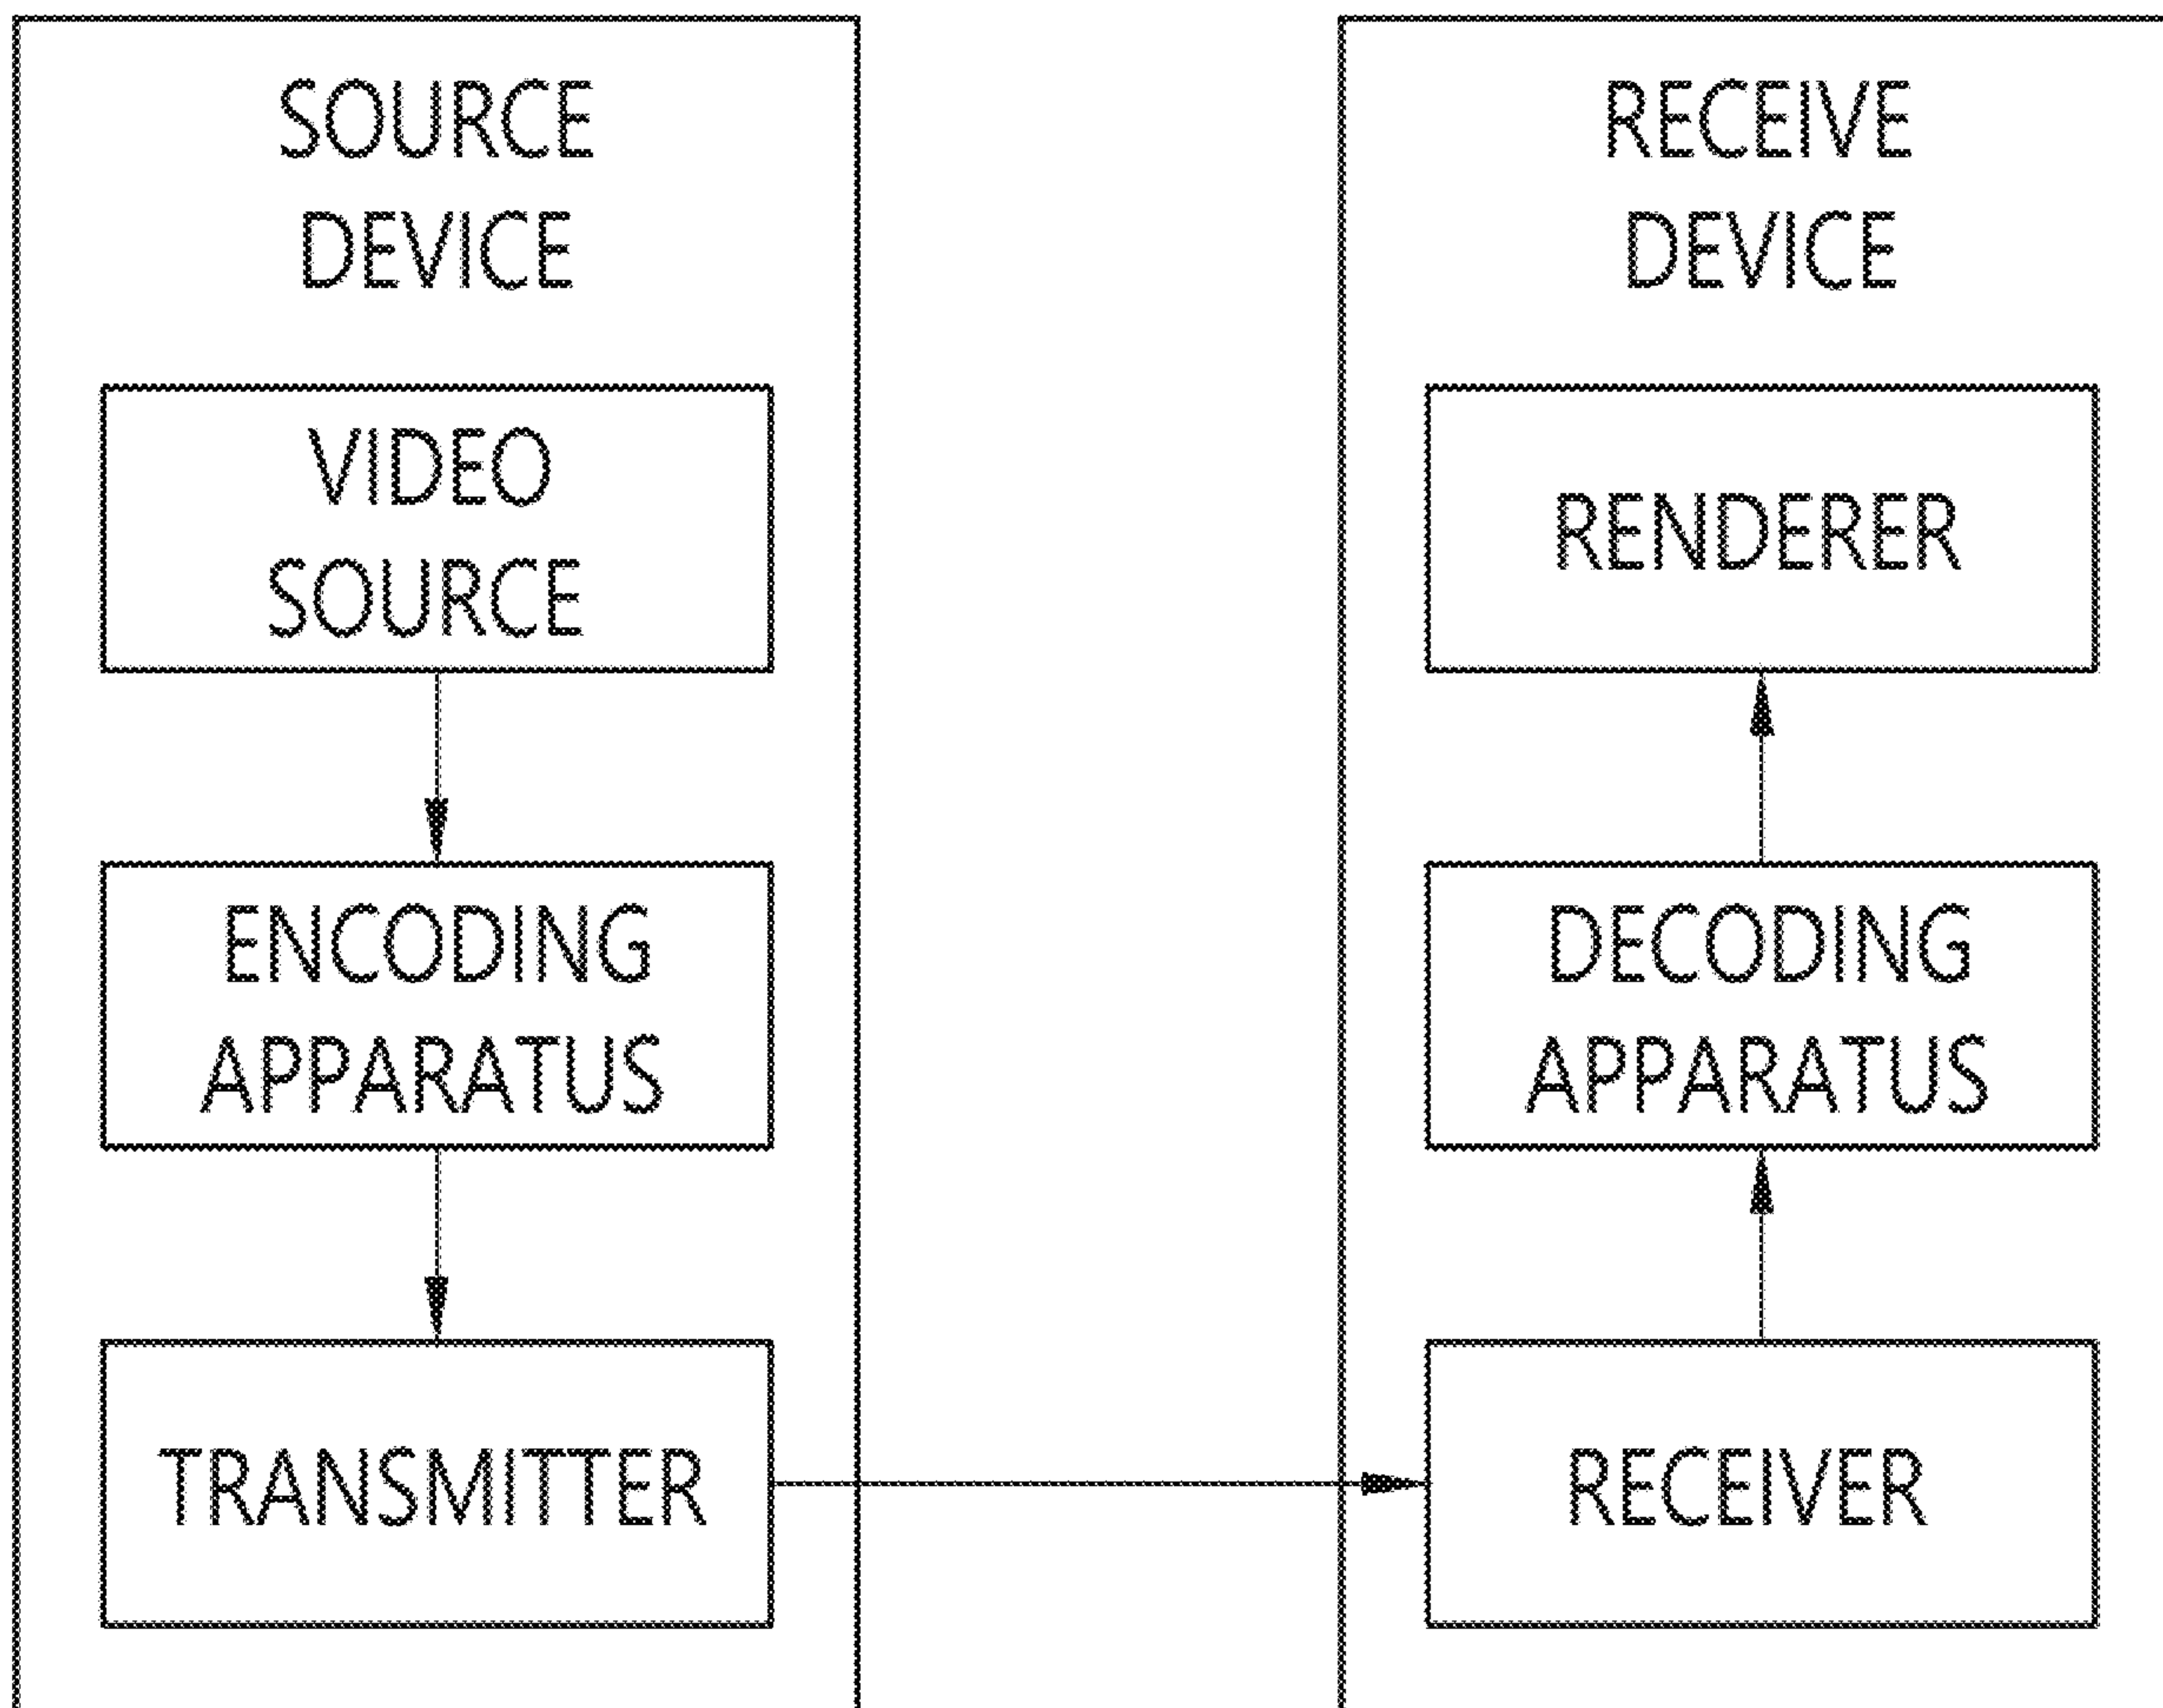 SOURCE
DEVICE
VIDEO
SOURCE
ENCODING
APPARATUS
TRANSMITTER
RECEIVE
DEVICE
RENDERER
DECODING
APPARATUS
RECEIVER